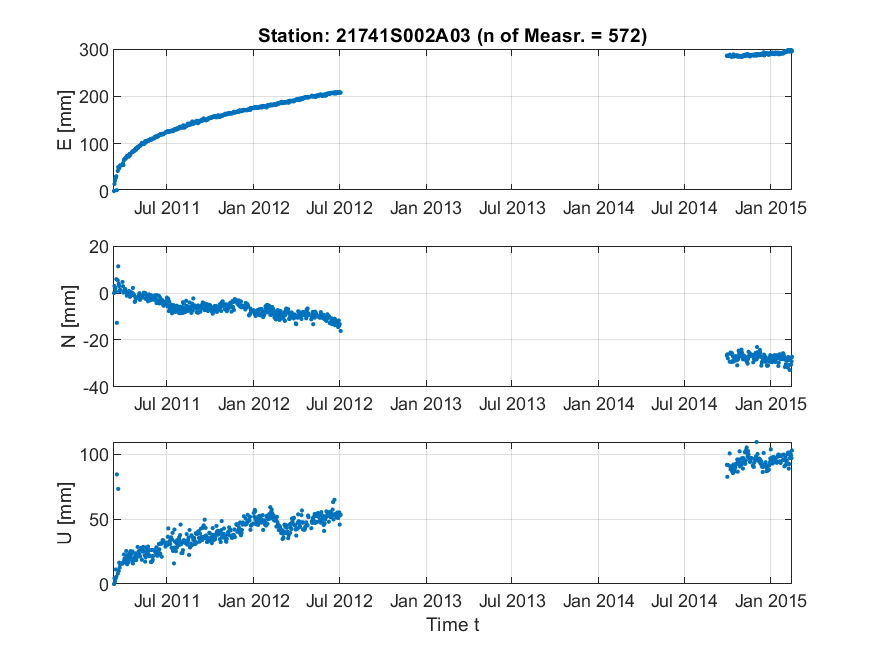 Station: 21741S002A03 (n of Measr. = 572)
300
200
100
0
E [mm]
Jul 2011 Jan 2012 Jul 2012 Jan 2013 Jul 2013 Jan 2014 Jul 2014 Jan 2015
20
0
-20
-40
N [mm]
Jul 2011 Jan 2012 Jul 2012 Jan 2013 Jul 2013 Jan 2014 Jul 2014 Jan 2015
100
50
0
U [mm]
Jul 2011 Jan 2012 Jul 2012 Jan 2013 Jul 2013 Jan 2014 Jul 2014 Jan 2015
Time t